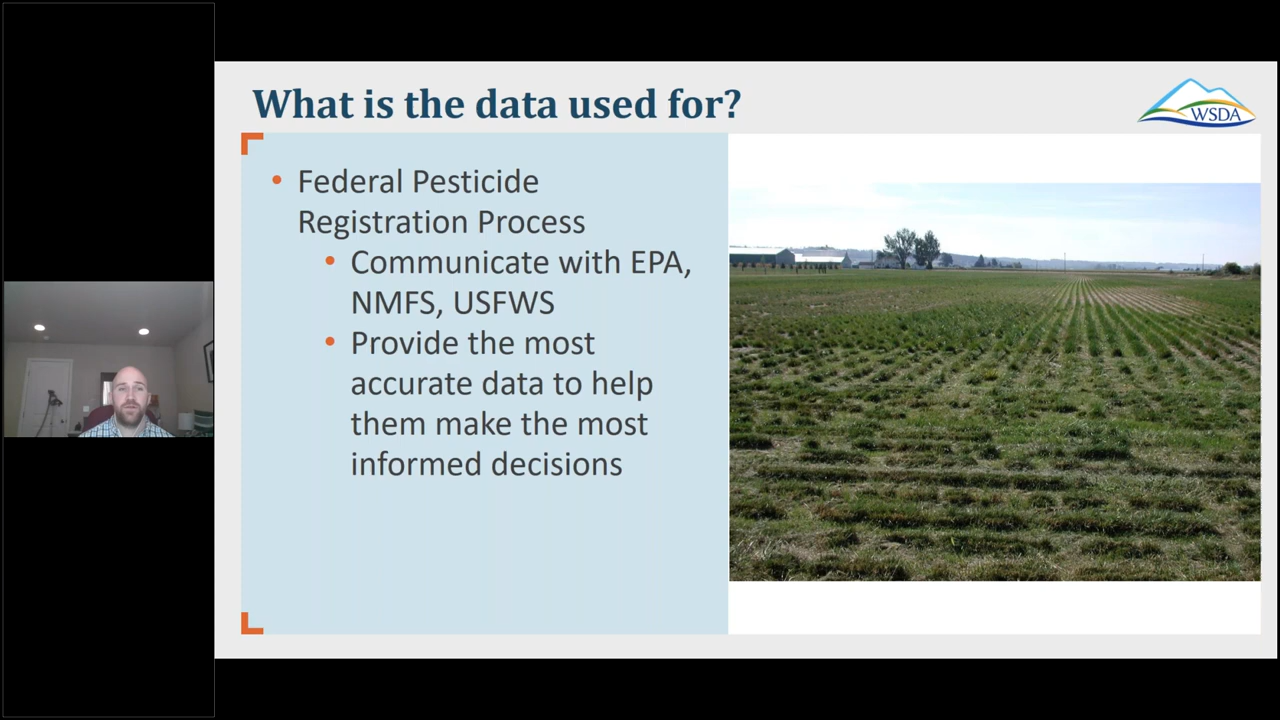 What is the data used for?
WSDA
• Federal Pesticide
Registration Process
• Communicate with EPA,
NMFS, USFWS
• Provide the most
accurate data to help
them make the most
informed decisions